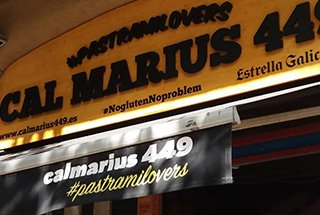 #PASTRAMILOVERS
CAL MARIUS 449
Estrella Galic
www.calmarius449.es
#NoglutenNoproblem
calmarius 449
#pastramilovers